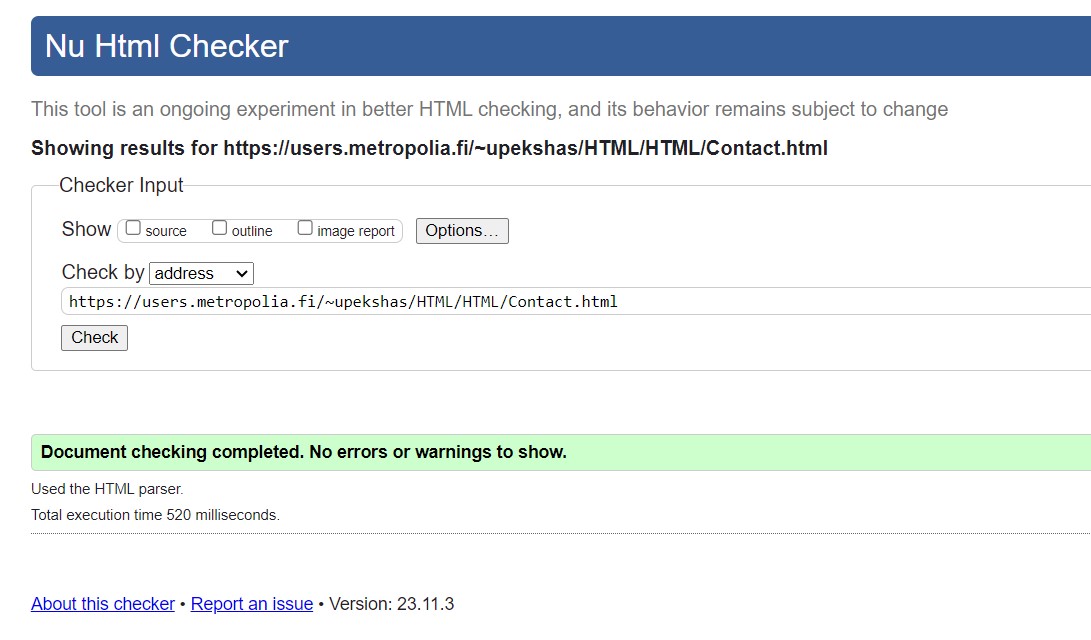 Nu Html Checker
This tool is an ongoing experiment in better HTML checking, and its behavior remains subject to change
Showing results for https://users.metropolia.fi/~upekshas/HTML/HTML/Contact.html
Checker Input
Show source outline image report Options...
Check by address
https://users.metropolia.fi/~upekshas/HTML/HTML/Contact.html
Check
Document checking completed. No errors or warnings to show.
Used the HTML parser.
Total execution time 520 milliseconds.
About this checker • Report an issue • Version: 23.11.3